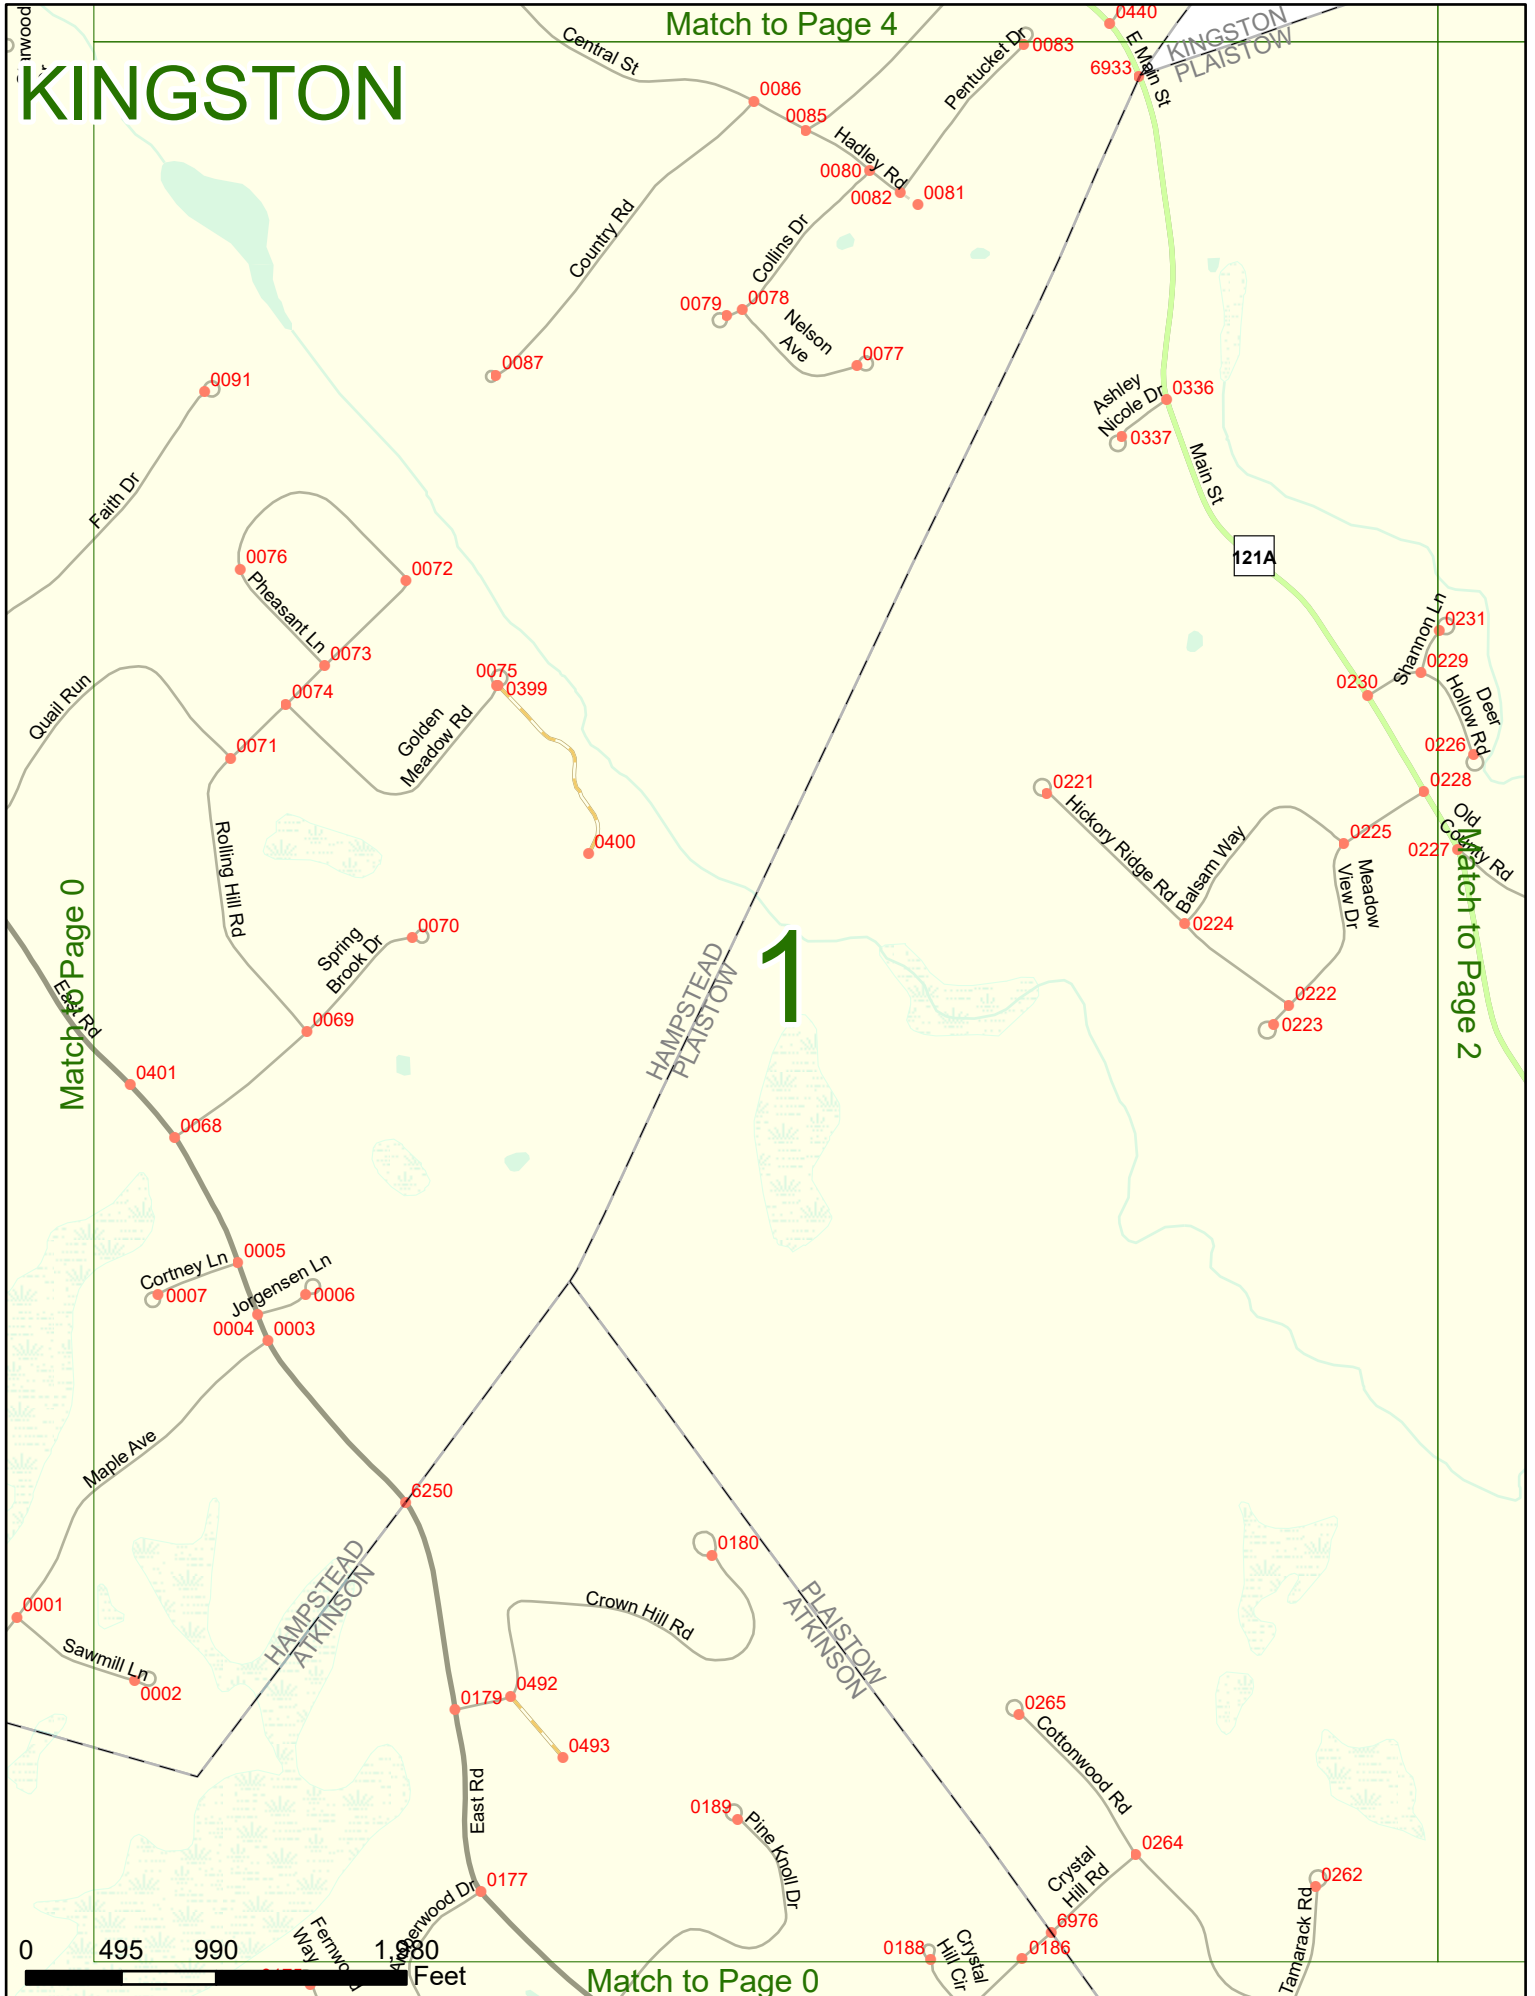 Match to Page 4
KINGSTON
0440
E Main St
KINGSTON
PLAISTOW
6933
Central St
0083
Pentucket Dr
0086
0085
Hadley Rd
0080
0082
0081
Country Rd
Collins Dr
0079
0078
Nelson
Ave
0077
0087
0091
Faith Dr
Ashley
Nicole Dr
0336
0337
Main St
121A
0076
0072
Pheasant Ln
0073
0074
0075
0399
Quail Run
Golden
Meadow Rd
0071
0400
Rolling Hill Rd
Shannon Ln
0231
0229
0230
Deer
Hollow Rd
0226
0228
0221
Hickory Ridge Rd
Balsam Way
0225
Old
County Rd
0227
Meadow
View Dr
0224
0222
0223
Match to Page 2
Match to Page 0
East Rd
Spring
Brook Dr
0070
0069
0401
0068
HAMPSTEAD
PLAISTOW
1
0005
Cortney Ln
0007
Jorgensen Ln
0006
0004
0003
Maple Ave
6250
HAMPSTEAD
ATKINSON
0180
Crown Hill Rd
PLAISTOW
ATKINSON
0001
Sawmill Ln
0002
0179
0492
0493
0265
Cottonwood Rd
East Rd
0189
Pine Knoll Dr
0264
Crystal
Hill Rd
0262
Tamarack Rd
0177
6976
0186
0188
Crystal
Hill Cir
Fernwood
Way
0 495 990 1,980
Feet
Match to Page 0